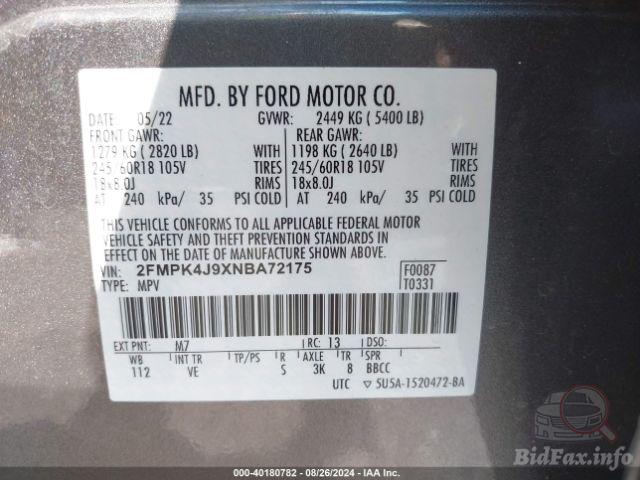 MFD. BY FORD MOTOR CO.
DATE: 05/22 GVWR: 2449 KG ( 5400 LB)
FRONT GAWR: REAR GAWR:
1279 KG ( 2820 LB) WITH 1198 KG ( 2640 LB) WITH
245/60R18 105V TIRES 245/60R18 105V TIRES
18x8.0J RIMS 18x8.0J RIMS
AT 240 kPa/ 35 PSI COLD AT 240 kPa/ 35 PSI COLD
THIS VEHICLE CONFORMS TO ALL APPLICABLE FEDERAL MOTOR
VEHICLE SAFETY AND THEFT PREVENTION STANDARDS IN
EFFECT ON THE DATE OF MANUFACTURE SHOWN ABOVE.
VIN: 2FMPK4J9XNBA72175 F0087
TYPE: MPV T0331
EXT PNT: M7 RC: 13 DSO:
WB INT TR TP/PS R AXLE TR SPR
112 VE S 3K 8 BBCC
UTC 5U5A-1520472-BA
000-40180782 - 08/26/2024 - IAA Inc.
BidFax.info